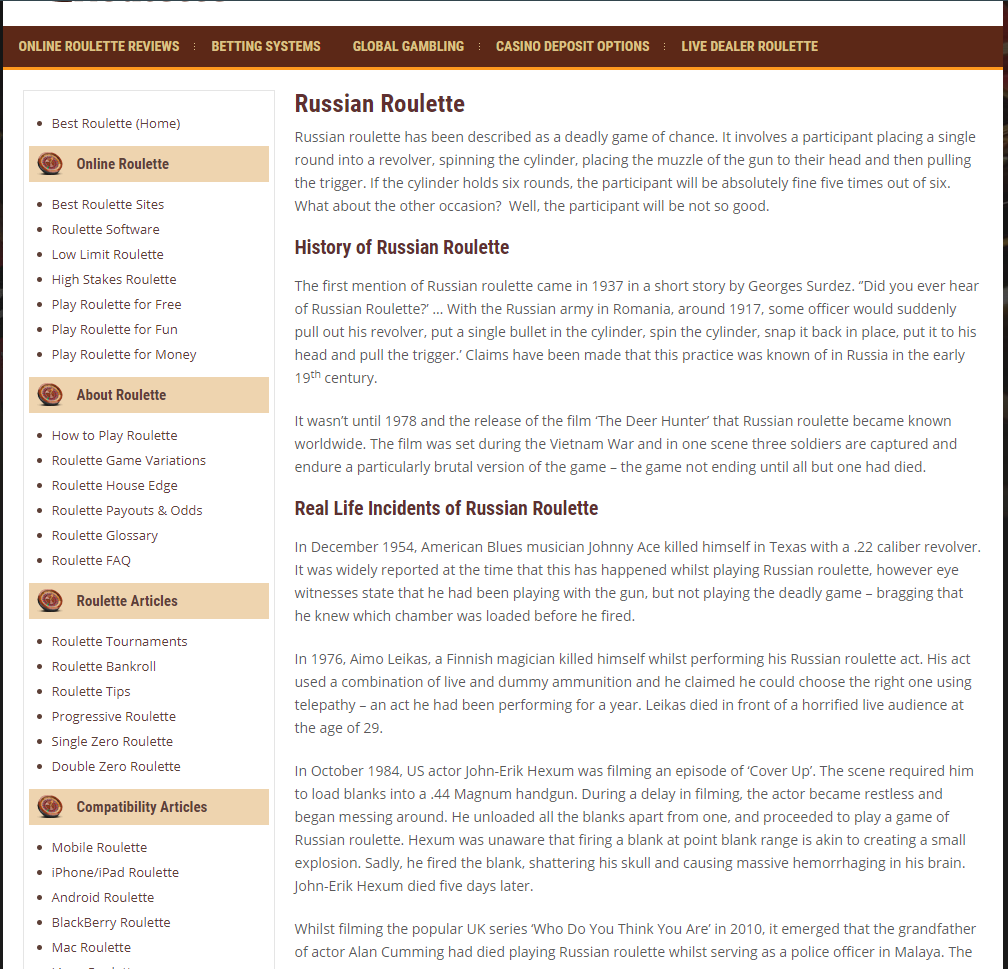 ONLINE ROULETTE REVIEWS
BETTING SYSTEMS
GLOBAL GAMBLING
CASINO DEPOSIT OPTIONS
LIVE DEALER ROULETTE
Best Roulette (Home)
Online Roulette
Best Roulette Sites
Roulette Software
Low Limit Roulette
High Stakes Roulette
Play Roulette for Free
Play Roulette for Fun
Play Roulette for Money
About Roulette
How to Play Roulette
Roulette Game Variations
Roulette House Edge
Roulette Payouts & Odds
Roulette Glossary
Roulette FAQ
Roulette Articles
Roulette Tournaments
Roulette Bankroll
Roulette Tips
Progressive Roulette
Single Zero Roulette
Double Zero Roulette
Compatibility Articles
Mobile Roulette
iPhone/iPad Roulette
Android Roulette
BlackBerry Roulette
Mac Roulette
Russian Roulette
Russian roulette has been described as a deadly game of chance. It involves a participant placing a single
round into a revolver, spinning the cylinder, placing the muzzle of the gun to their head and then pulling
the trigger. If the cylinder holds six rounds, the participant will be absolutely fine five times out of six.
What about the other occasion?  Well, the participant will be not so good.
History of Russian Roulette
The first mention of Russian roulette came in 1937 in a short story by Georges Surdez. “Did you ever hear
of Russian Roulette?’ … With the Russian army in Romania, around 1917, some officer would suddenly
pull out his revolver, put a single bullet in the cylinder, spin the cylinder, snap it back in place, put it to his
head and pull the trigger.’ Claims have been made that this practice was known of in Russia in the early
19th century.
It wasn’t until 1978 and the release of the film ‘The Deer Hunter’ that Russian roulette became known
worldwide. The film was set during the Vietnam War and in one scene three soldiers are captured and
endure a particularly brutal version of the game – the game not ending until all but one had died.
Real Life Incidents of Russian Roulette
In December 1954, American Blues musician Johnny Ace killed himself in Texas with a .22 caliber revolver.
It was widely reported at the time that this has happened whilst playing Russian roulette, however eye
witnesses state that he had been playing with the gun, but not playing the deadly game – bragging that
he knew which chamber was loaded before he fired.
In 1976, Aimo Leikas, a Finnish magician killed himself whilst performing his Russian roulette act. His act
used a combination of live and dummy ammunition and he claimed he could choose the right one using
telepathy – an act he had been performing for a year. Leikas died in front of a horrified live audience at
the age of 29.
In October 1984, US actor John-Erik Hexum was filming an episode of ‘Cover Up’. The scene required him
to load blanks into a .44 Magnum handgun. During a delay in filming, the actor became restless and
began messing around. He unloaded all the blanks apart from one, and proceeded to play a game of
Russian roulette. Hexum was unaware that firing a blank at point blank range is akin to creating a small
explosion. Sadly, he fired the blank, shattering his skull and causing massive hemorrhaging in his brain.
John-Erik Hexum died five days later.
Whilst filming the popular UK series ‘Who Do You Think You Are’ in 2010, it emerged that the grandfather
of actor Alan Cumming had died playing Russian roulette whilst serving as a police officer in Malaya. The